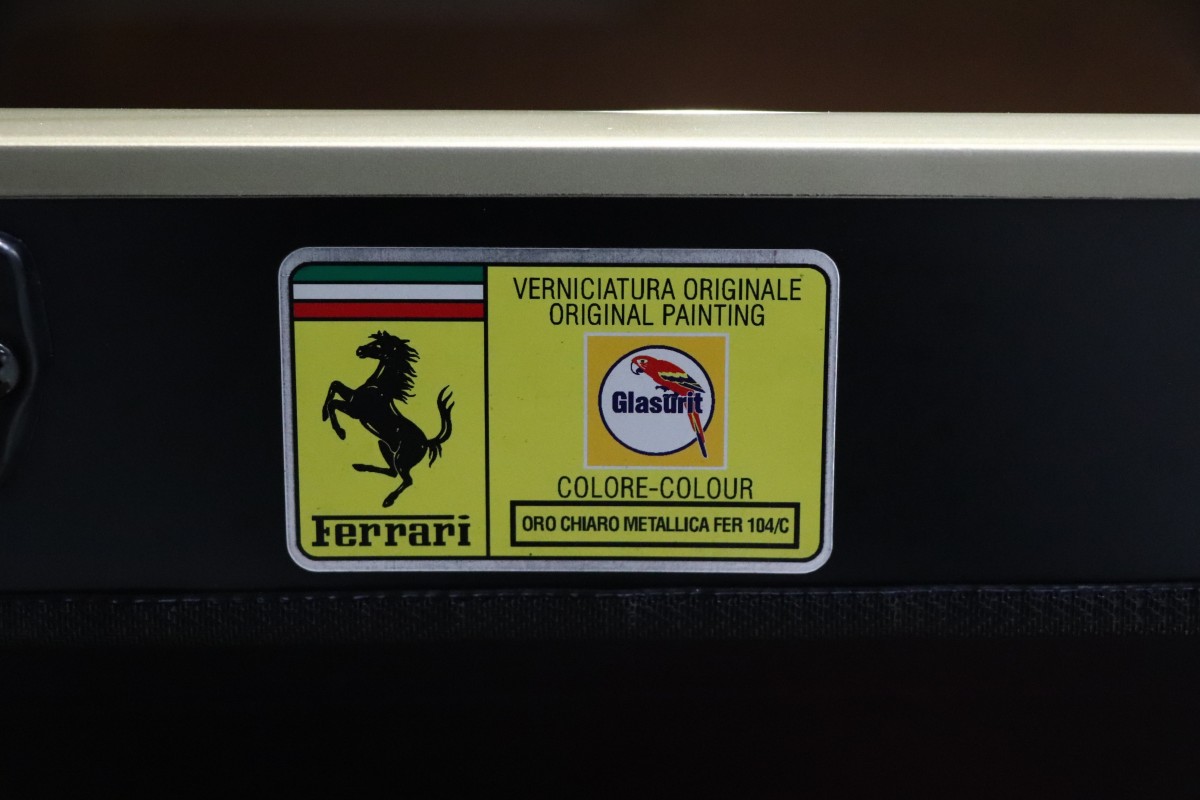 VERNICIATURA ORIGINALE
ORIGINAL PAINTING
Glasurit
COLORE-COLOUR
ORO CHIARO METALLICA FER 104/C
Ferrari